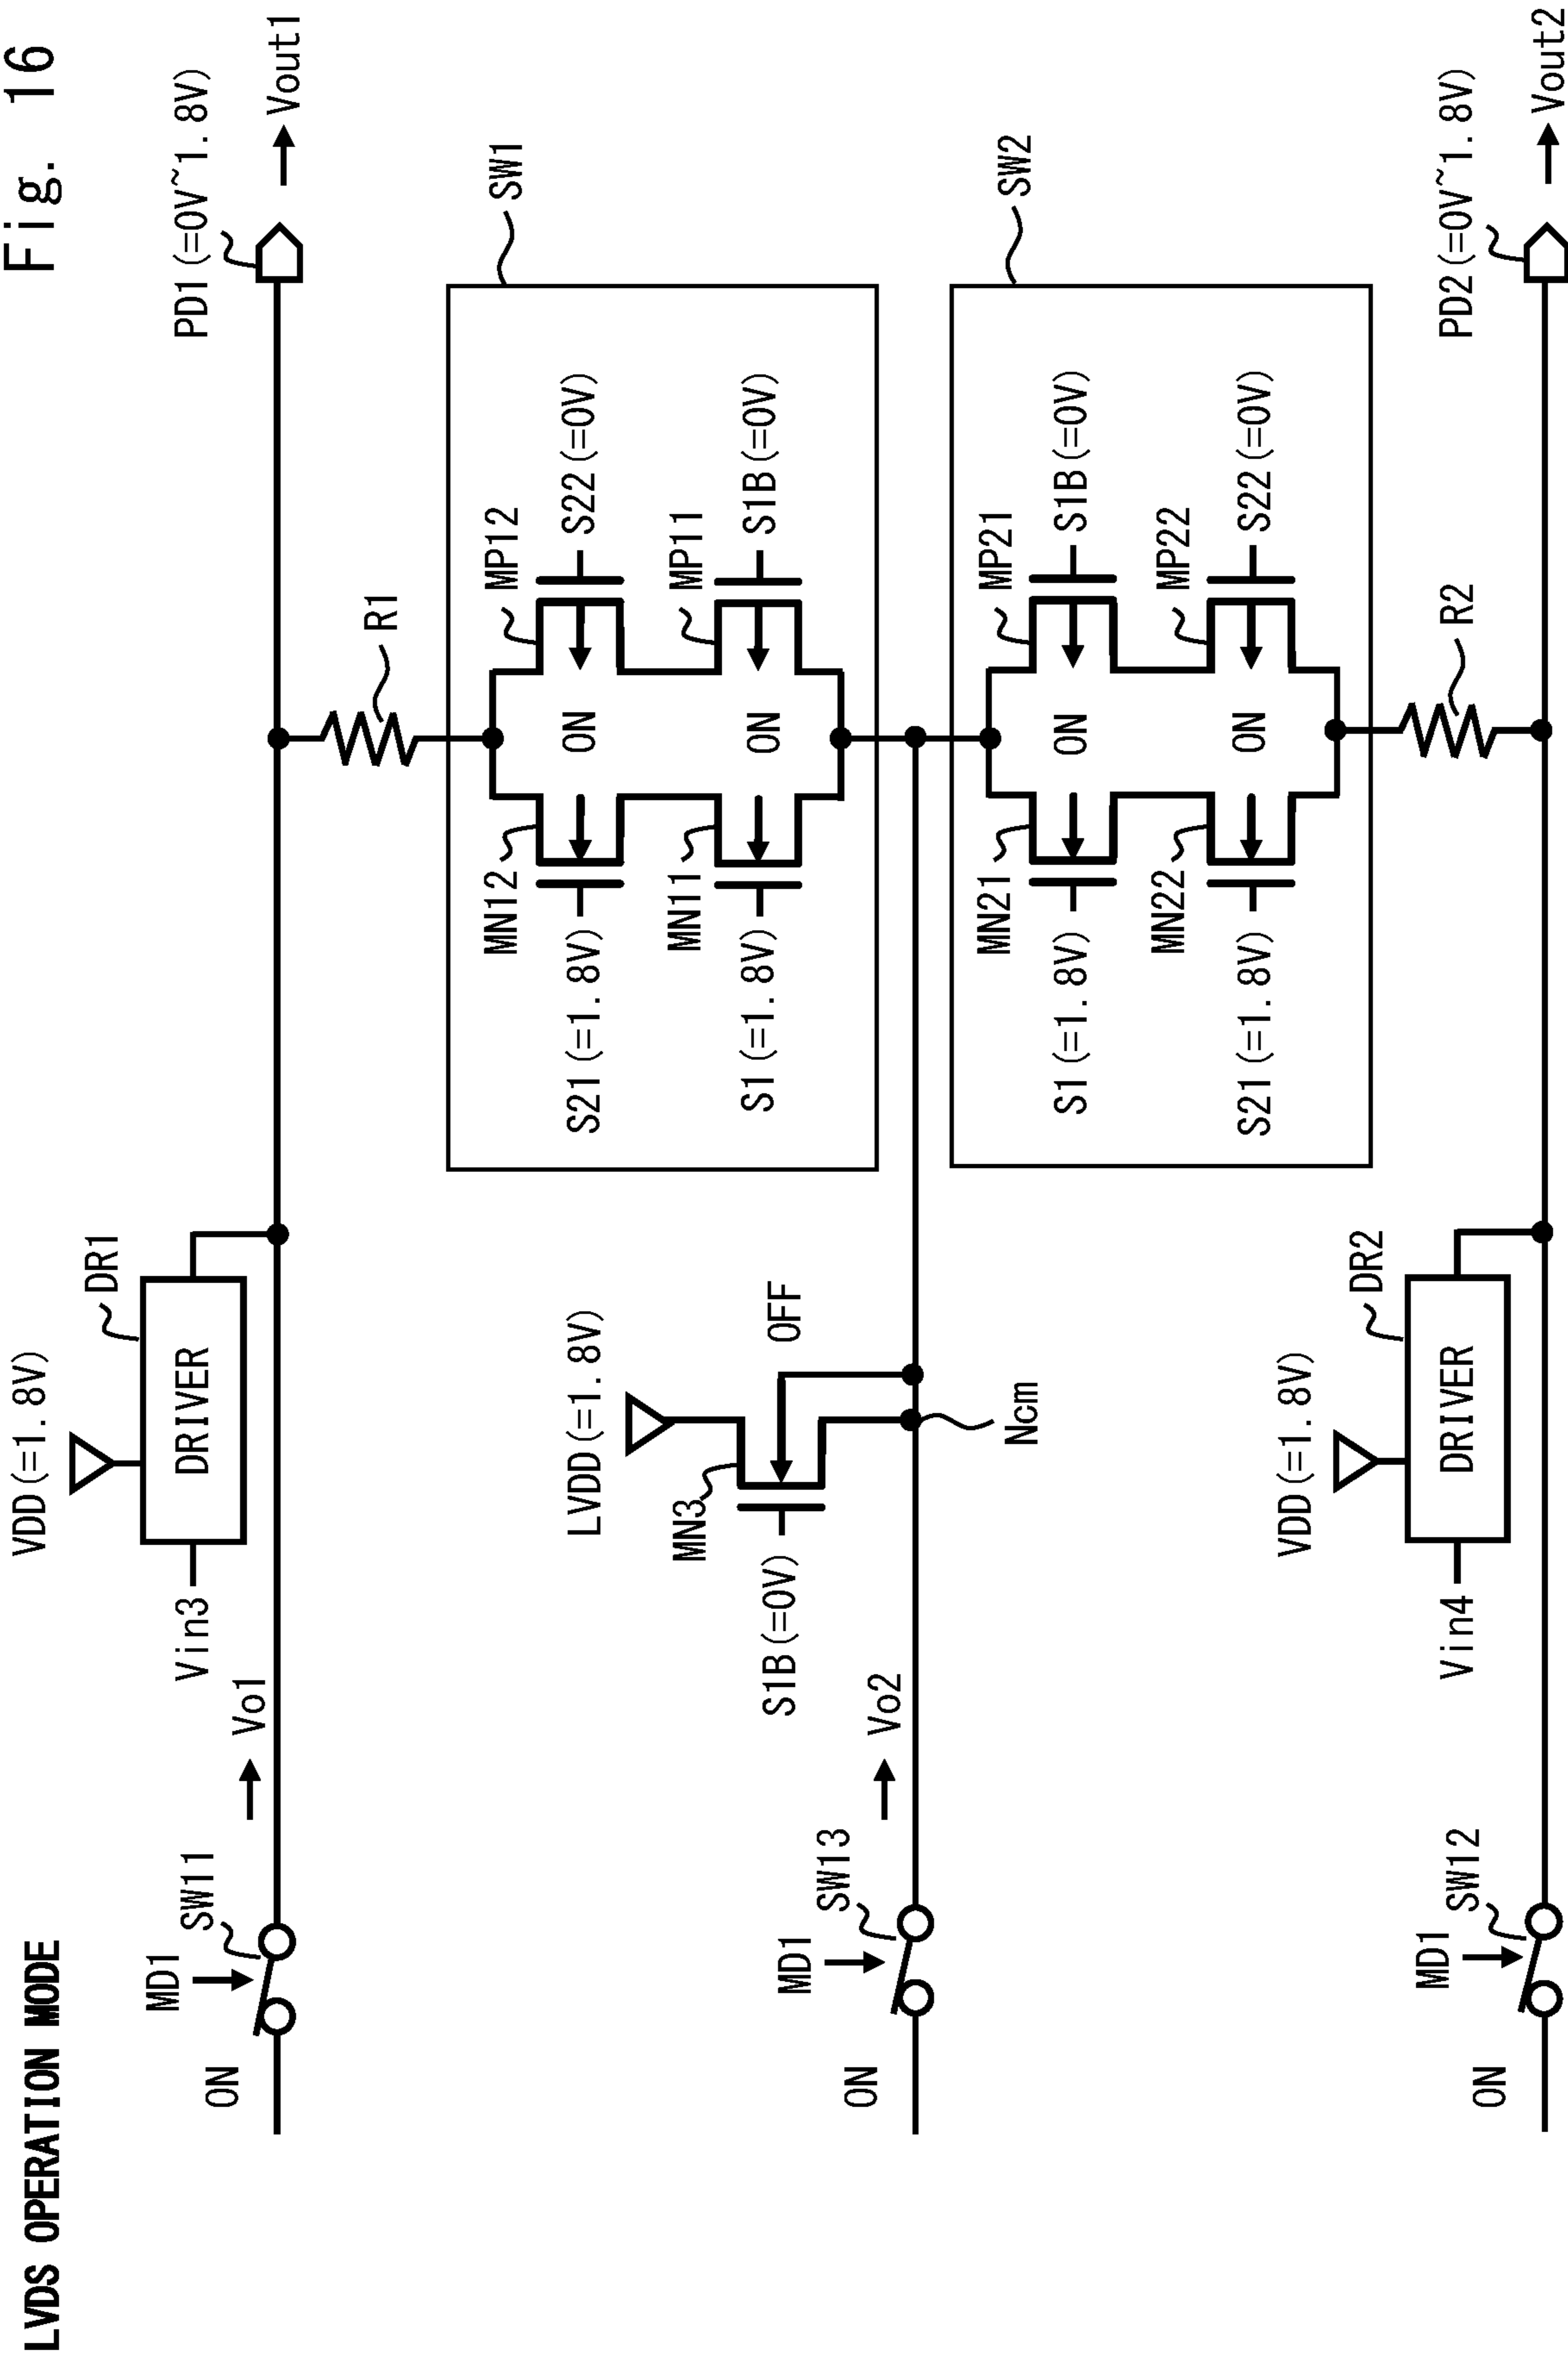 Fig. 16
LVDS OPERATION MODE
VDD(=1.8V)
DR1
DRIVER
Vin3
PD1(=0V~1.8V)
Vout1
MD1
SW11
ON
Vo1
R1
SW1
MN12
MP12
S21(=1.8V)
ON
S22(=0V)
MN11
MP11
S1(=1.8V)
ON
S1B(=0V)
LVDD(=1.8V)
MN3
S1B(=0V)
OFF
Ncm
MD1
SW13
ON
Vo2
SW2
MN21
MP21
S1(=1.8V)
ON
S1B(=0V)
MN22
MP22
S21(=1.8V)
ON
S22(=0V)
R2
VDD(=1.8V)
DR2
DRIVER
Vin4
PD2(=0V~1.8V)
Vout2
MD1
SW12
ON